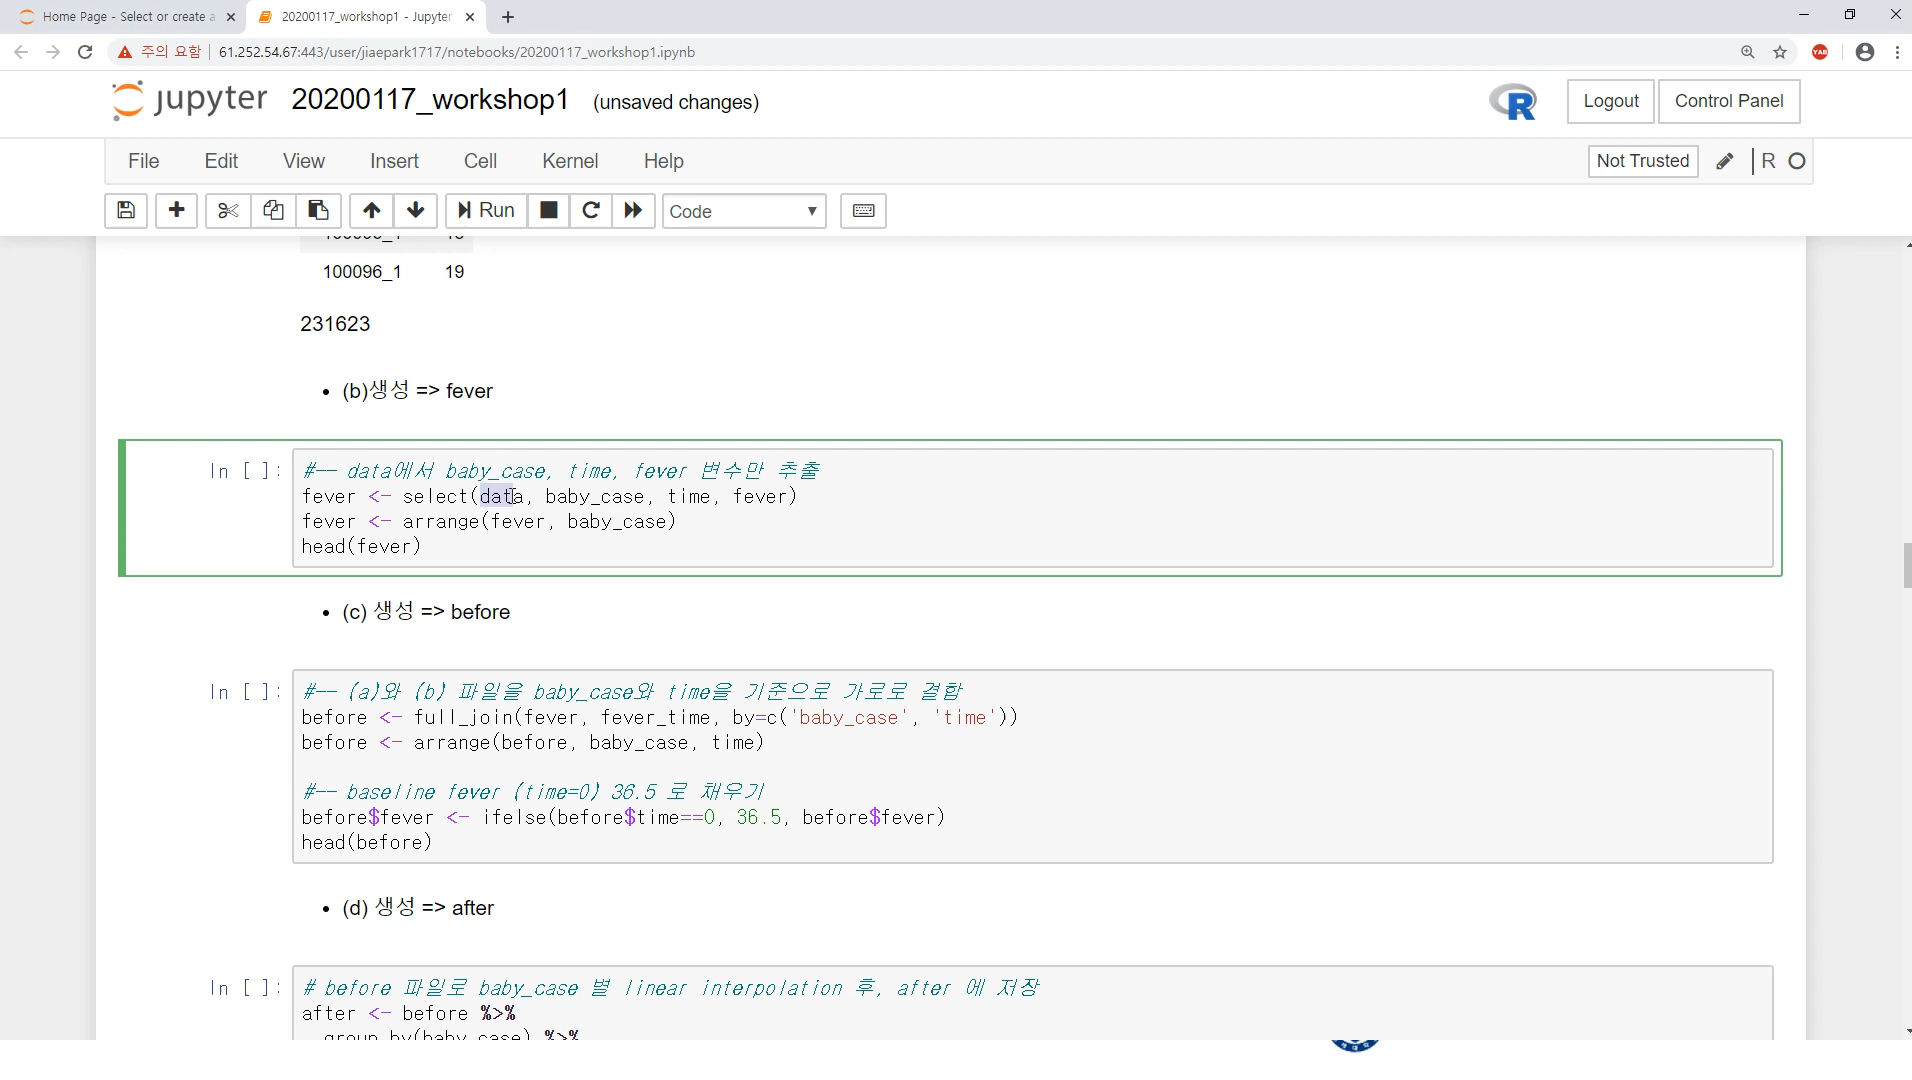 Home Page - Select or create a
20200117_workshop1 - Jupyter
주의 요함
61.252.54.67:443/user/jiaepark1717/notebooks/20200117_workshop1.ipynb
YAB
jupyter
20200117_workshop1
(unsaved changes)
R
Logout
Control Panel
File Edit View Insert Cell Kernel Help
Not Trusted
R
Run
Code
100096_1 19
231623
• (b)생성 => fever
In [ ]:
#-- data에서 baby_case, time, fever 변수만 추출
fever <- select(data, baby_case, time, fever)
fever <- arrange(fever, baby_case)
head(fever)
• (c) 생성 => before
In [ ]:
#-- (a)와 (b) 파일을 baby_case와 time을 기준으로 가로로 결합
before <- full_join(fever, fever_time, by=c('baby_case', 'time'))
before <- arrange(before, baby_case, time)
#-- baseline fever (time=0) 36.5 로 채우기
before$fever <- ifelse(before$time==0, 36.5, before$fever)
head(before)
• (d) 생성 => after
In [ ]:
# before 파일로 baby_case 별 linear interpolation 후, after 에 저장
after <- before %>%
group_by(baby_case) %>%